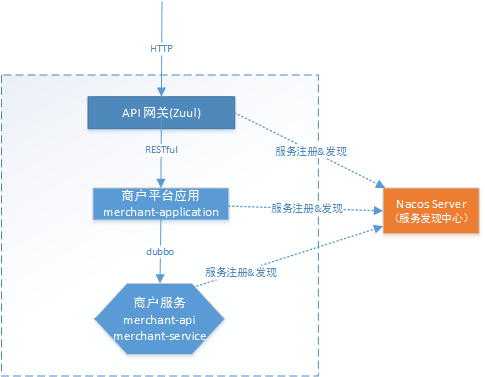 HTTP
API 网关(Zuul)
RESTful
服务注册&发现
商户平台应用
merchant-application
服务注册&发现
Nacos Server
（服务发现中心）
dubbo
服务注册&发现
商户服务
merchant-api
merchant-service